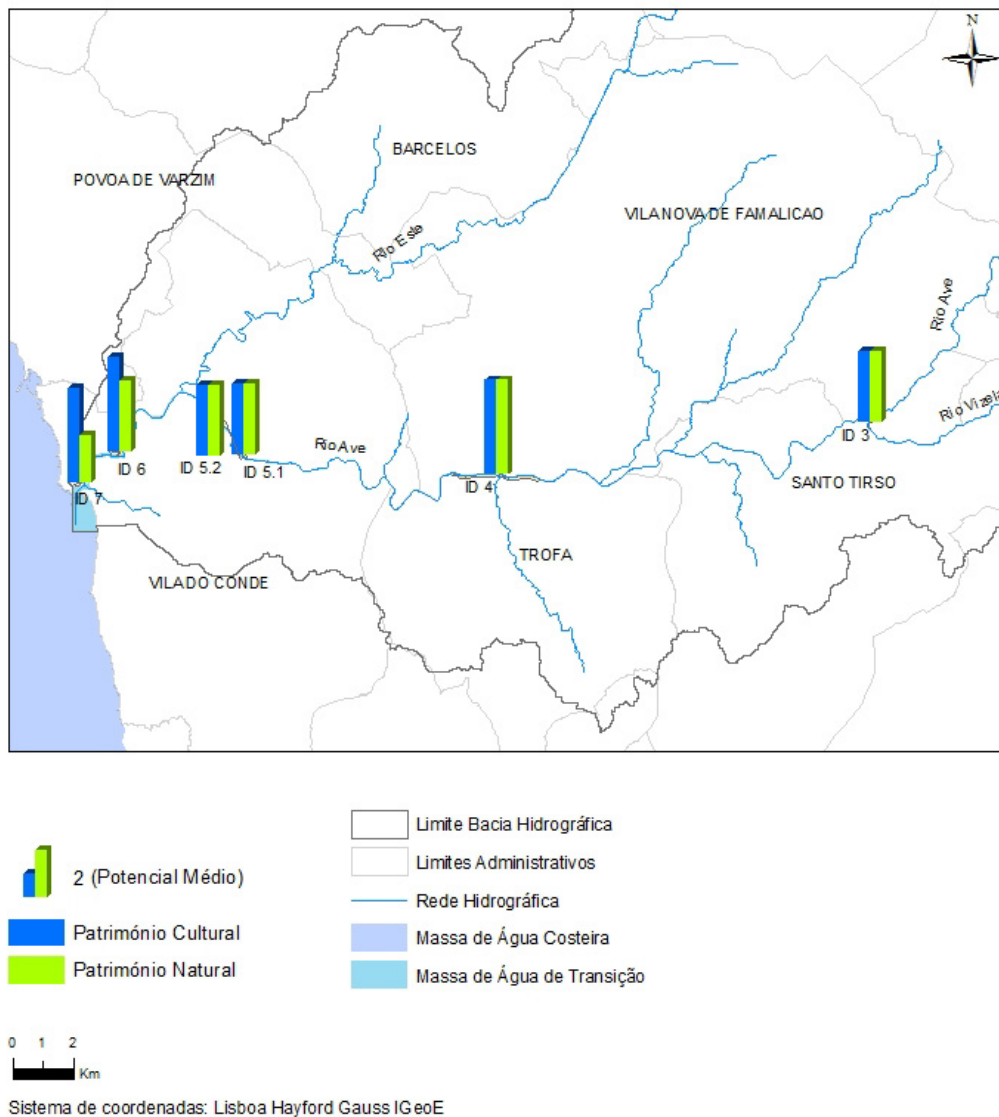 N
BARCELOS
POVOA DE VARZIM
VILA NOVA DE FAMALICAO
Rio Este
Rio Ave
Rio Vizela
ID 3
ID 6
ID 5.2
ID 5.1
Rio Ave
ID 4
ID 7
SANTO TIRSO
TROFA
VILA DO CONDE
2 (Potencial Médio)
Património Cultural
Património Natural
Limite Bacia Hidrográfica
Limites Administrativos
Rede Hidrográfica
Massa de Água Costeira
Massa de Água de Transição
0 1 2
Km
Sistema de coordenadas: Lisboa Hayford Gauss IGeoE